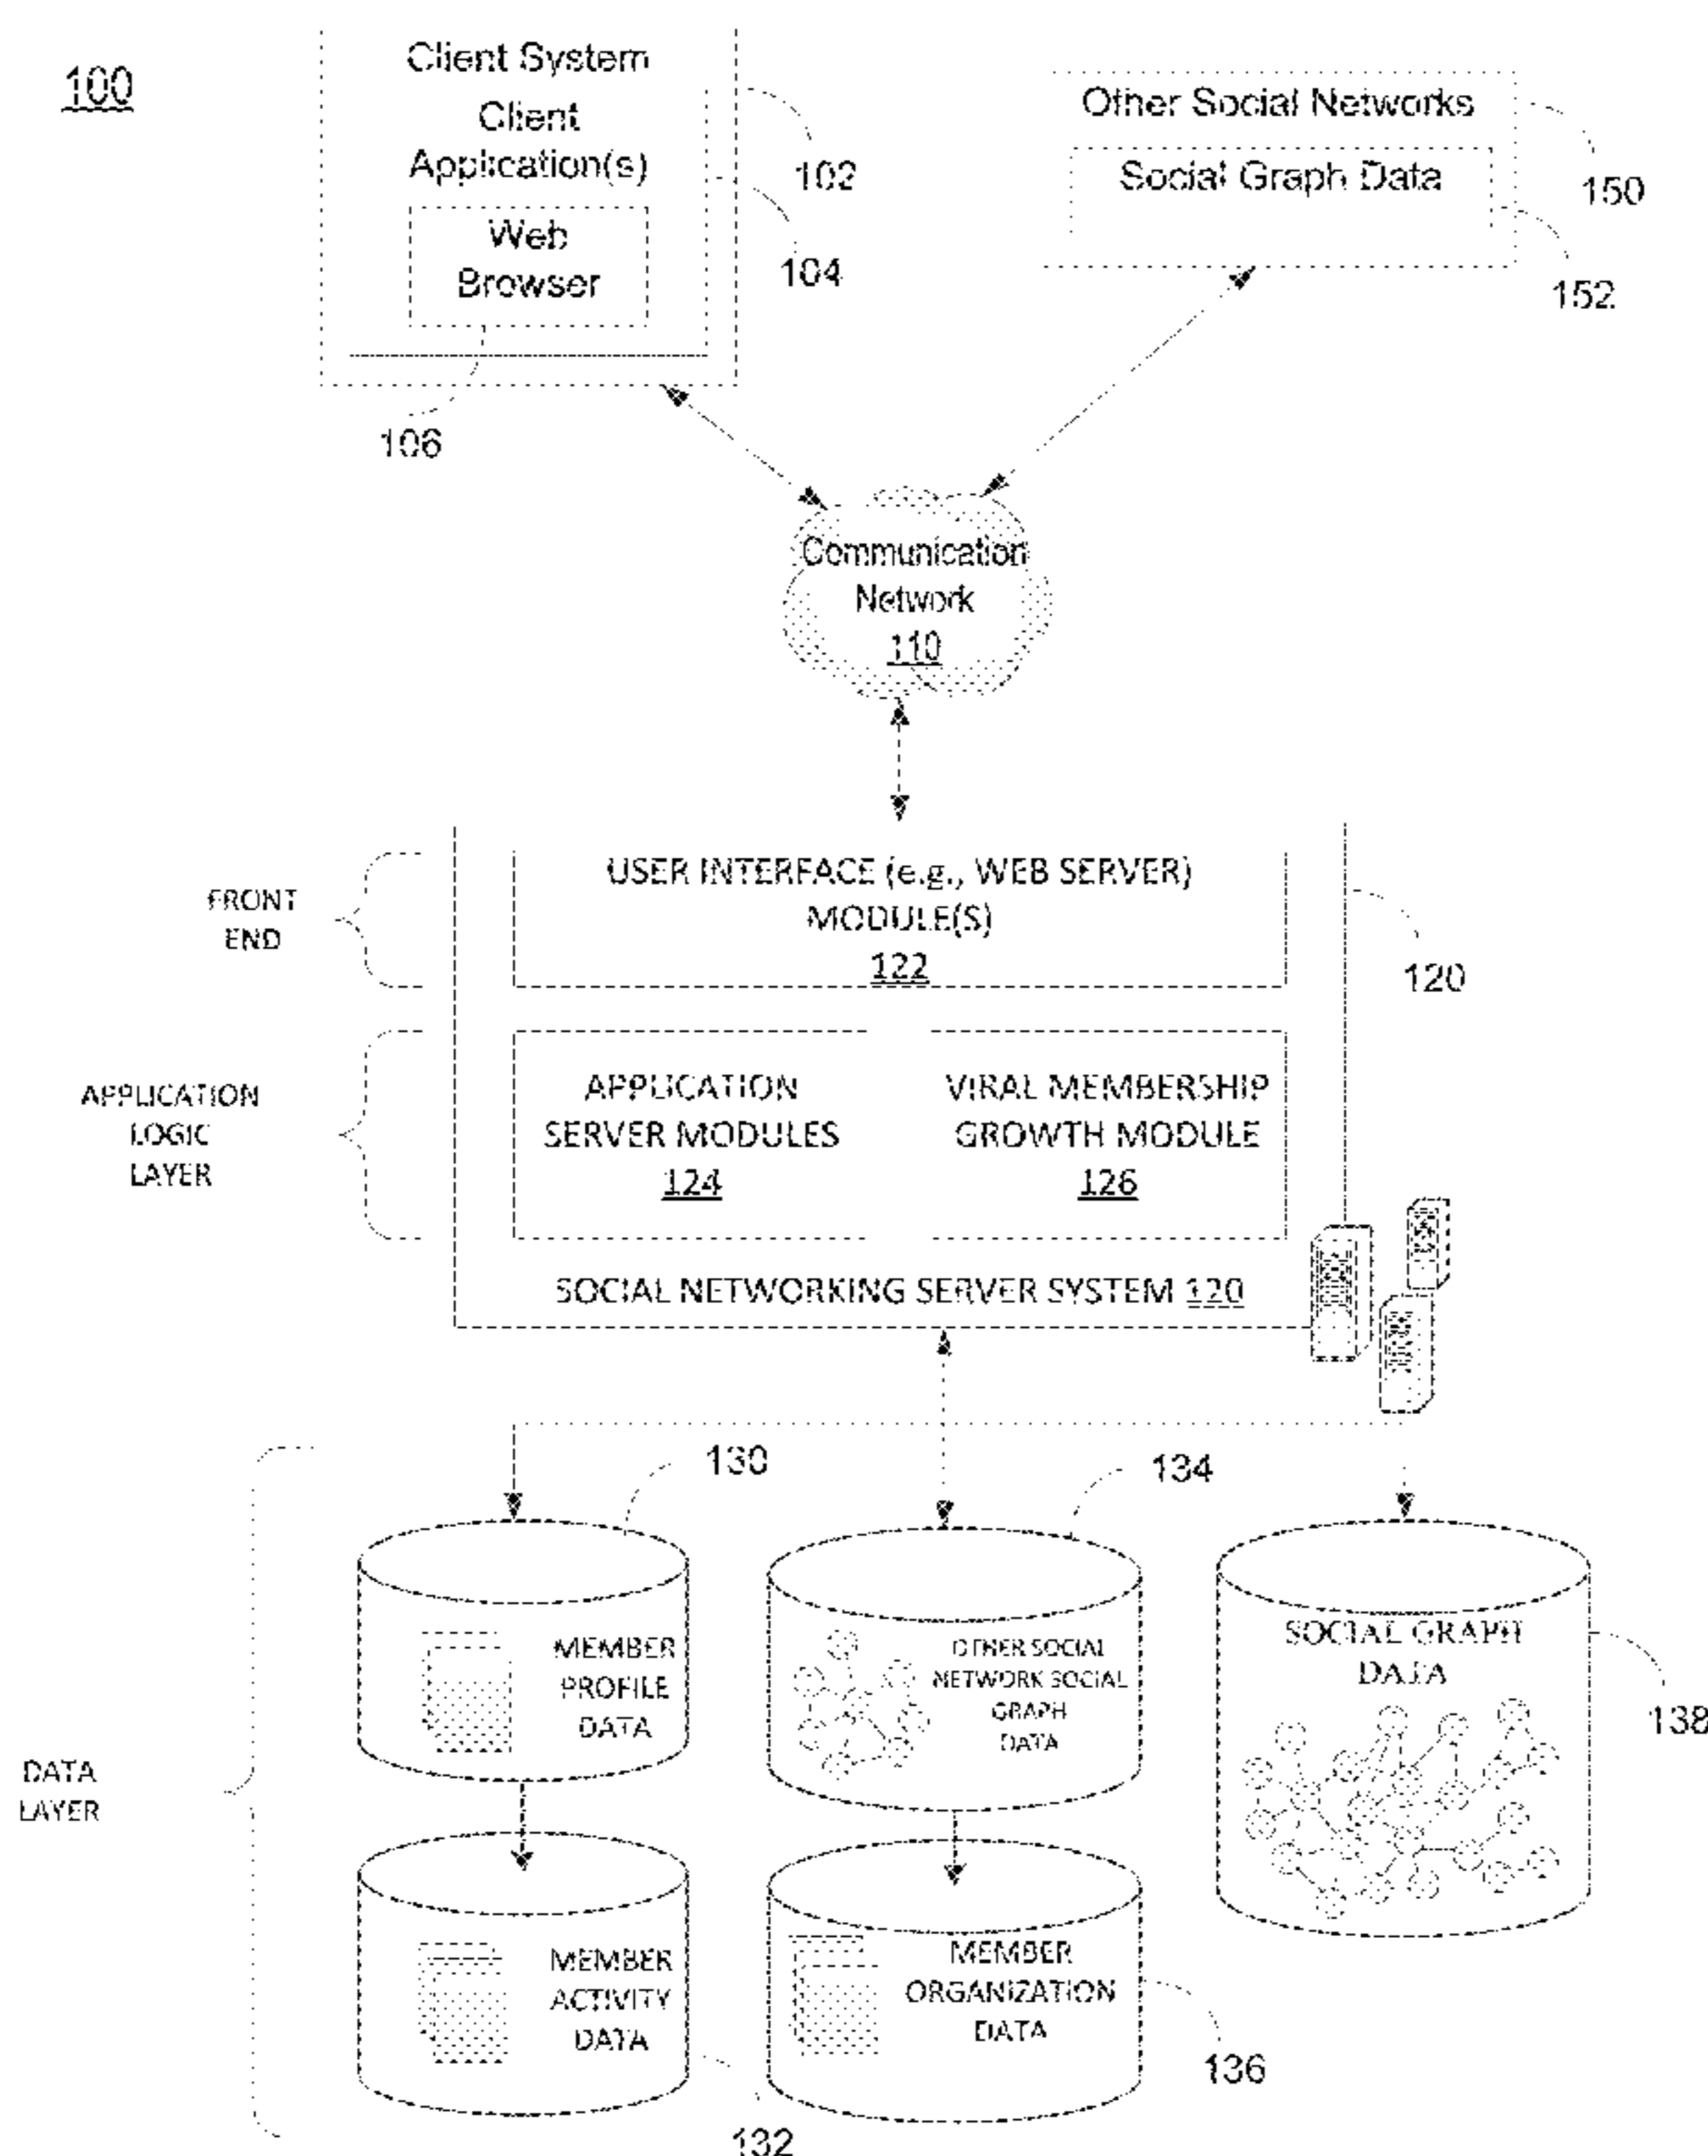 100
Client System
Client
Application(s)
Web
Browser
102
104
106
Other Social Networks
Social Graph Data
150
152
Communication
Network
110
FRONT
END
USER INTERFACE (e.g., WEB SERVER)
MODULE(S)
122
120
APPLICATION
LOGIC
LAYER
APPLICATION
SERVER MODULES
124
VIRAL MEMBERSHIP
GROWTH MODULE
126
SOCIAL NETWORKING SERVER SYSTEM 120
DATA
LAYER
130
134
MEMBER
PROFILE
DATA
OTHER SOCIAL
NETWORK SOCIAL
GRAPH
DATA
SOCIAL GRAPH
DATA
138
MEMBER
ACTIVITY
DATA
132
MEMBER
ORGANIZATION
DATA
136